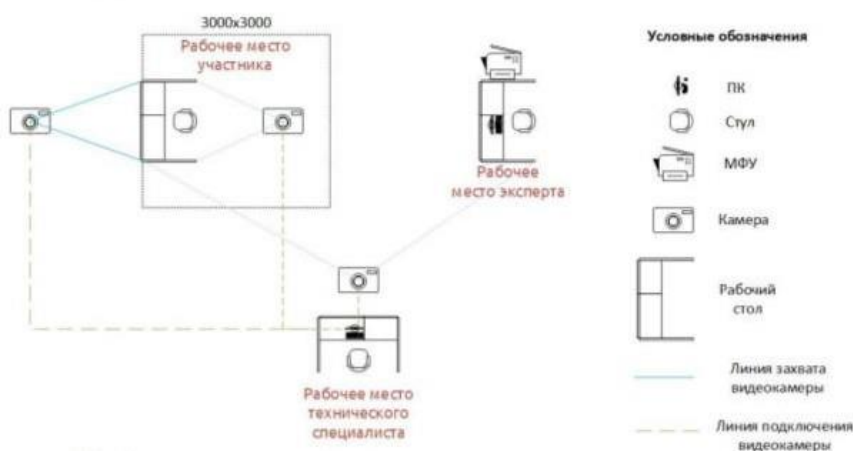 3000x3000
Рабочее место
участника
Рабочее
место эксперта
Рабочее место
технического
специалиста
Условные обозначения
ПК
Стул
МФУ
Камера
Рабочий
стол
Линия захвата
видеокамеры
Линия подключения
видеокамеры